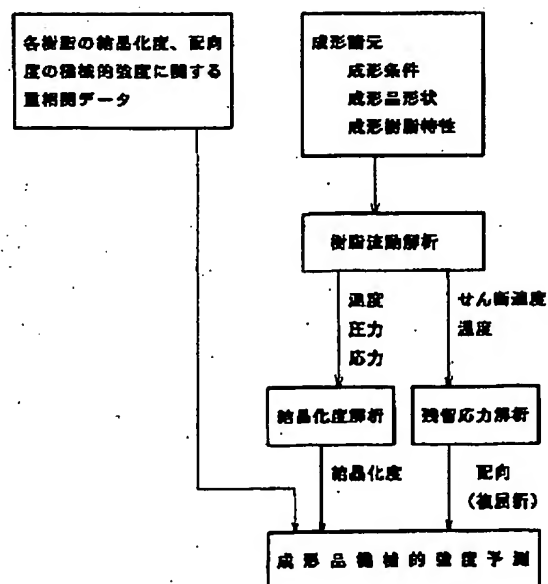 各樹脂の結晶化度、配向
度の機械的強度に関する
重相関データ
成形諸元
成形条件
成形品形状
成形樹脂特性
樹脂流動解析
温度
圧力
応力
せん断速度
温度
結晶化度解析
残留応力解析
結晶化度
配向
(複屈折)
成形品機械的強度予測